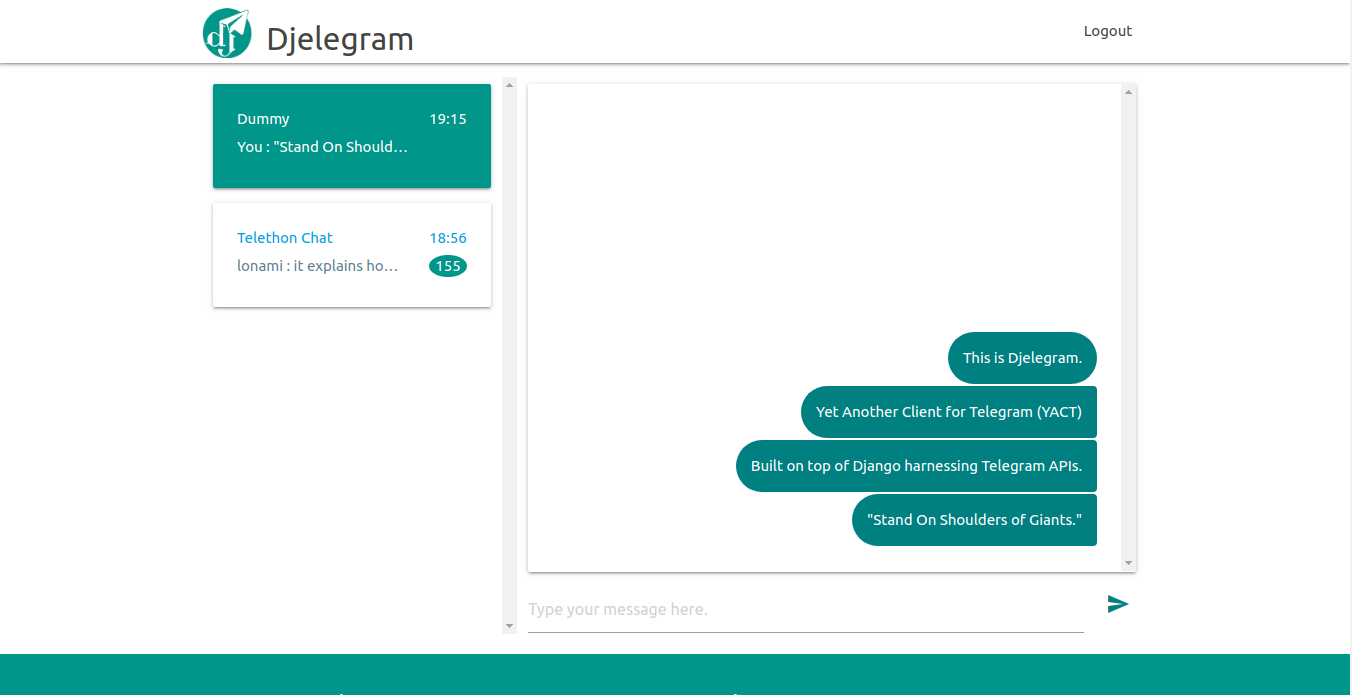 dj Djelegram
Logout
Dummy 19:15
You : "Stand On Should...
Telethon Chat 18:56
lonami : it explains ho... 155
This is Djelegram.
Yet Another Client for Telegram (YACT)
Built on top of Django harnessing Telegram APIs.
"Stand On Shoulders of Giants."
Type your message here.